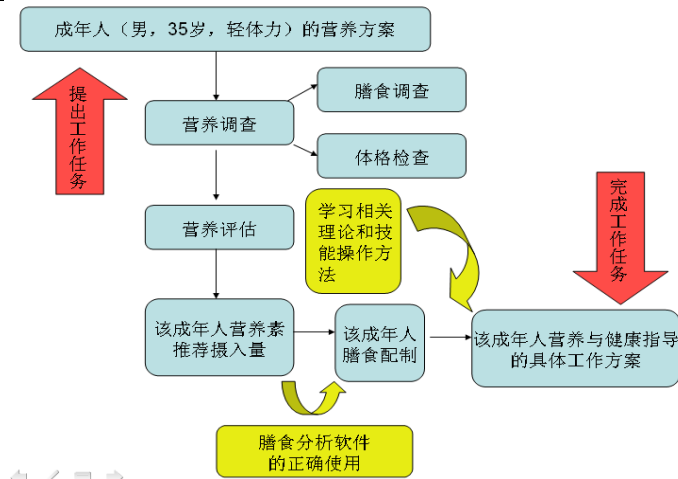 成年人（男，35岁，轻体力）的营养方案
提出工作任务
营养调查
膳食调查
体格检查
营养评估
学习相关
理论和技
能操作方
法
完成工作任务
该成年人营养素
推荐摄入量
该成年人
膳食配制
该成年人营养与健康指导
的具体工作方案
膳食分析软件
的正确使用